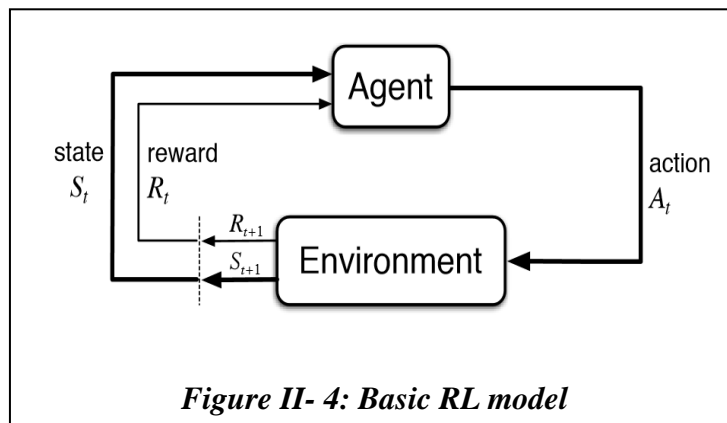 Agent
state
S_t
reward
R_t
action
A_t
R_{t+1}
S_{t+1}
Environment
Figure II- 4: Basic RL model